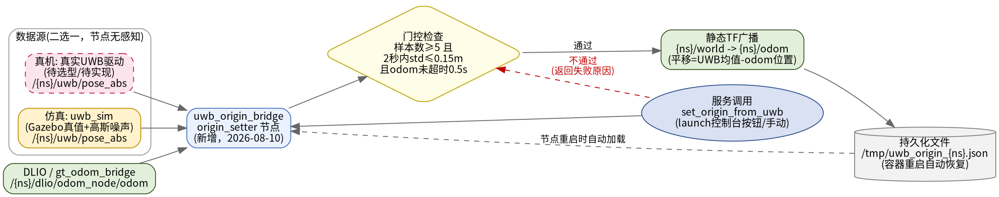 数据源(二选一，节点无感知)
真机: 真实UWB驱动
(待选型/待实现)
/{ns}/uwb/pose_abs
仿真: uwb_sim
(Gazebo真值+高斯噪声)
/{ns}/uwb/pose_abs
DLIO / gt_odom_bridge
/{ns}/dlio/odom_node/odom
uwb_origin_bridge
origin_setter 节点
(新增，2026-08-10)
门控检查
样本数≥5 且
2秒内std≤0.15m
且odom未超时0.5s
通过
不通过
(返回失败原因)
节点重启时自动加载
静态TF广播
{ns}/world -> {ns}/odom
(平移=UWB均值-odom位置)
服务调用
set_origin_from_uwb
(launch控制台按钮/手动)
持久化文件
/tmp/uwb_origin_{ns}.json
(容器重启自动恢复)